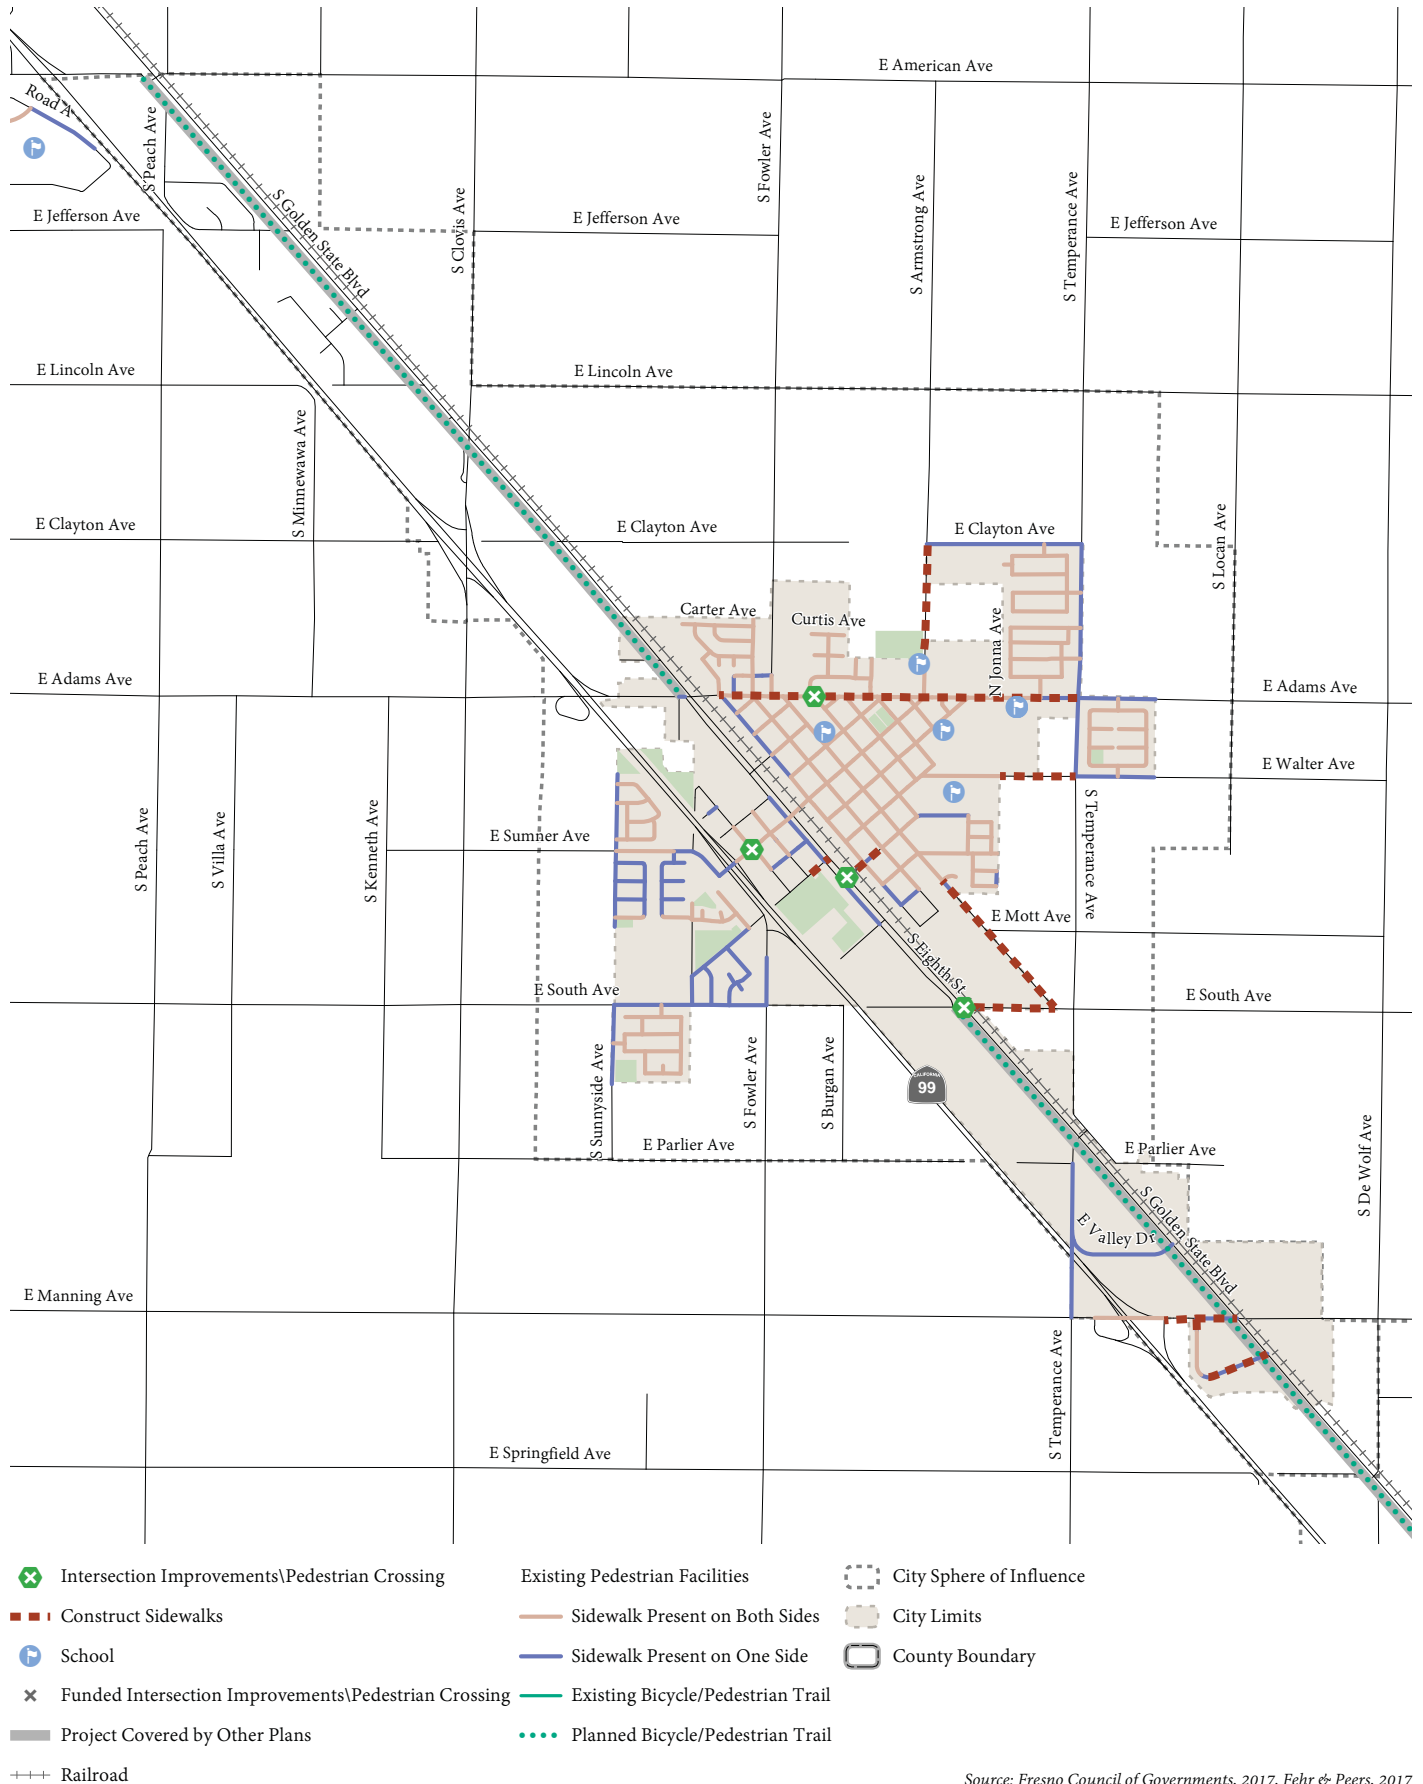 E American Ave
Road A
S Peach Ave
S Fowler Ave
S Armstrong Ave
S Temperance Ave
S Clovis Ave
S Golden State Blvd
E Jefferson Ave
E Jefferson Ave
E Jefferson Ave
E Lincoln Ave
E Lincoln Ave
S Minnewawa Ave
E Clayton Ave
E Clayton Ave
E Clayton Ave
S Locan Ave
Carter Ave
Curtis Ave
N Jonna Ave
E Adams Ave
E Adams Ave
E Walter Ave
S Peach Ave
S Villa Ave
S Kenneth Ave
E Sumner Ave
S Temperance Ave
E Mott Ave
S Eighth St
E South Ave
E South Ave
S Sunnyside Ave
S Fowler Ave
S Burgan Ave
CALIFORNIA
99
E Parlier Ave
E Parlier Ave
S De Wolf Ave
S Golden State Blvd
E Valley Dr
E Manning Ave
S Temperance Ave
E Springfield Ave
Intersection Improvements\Pedestrian Crossing
Construct Sidewalks
School
Funded Intersection Improvements\Pedestrian Crossing
Project Covered by Other Plans
Railroad
Existing Pedestrian Facilities
Sidewalk Present on Both Sides
Sidewalk Present on One Side
Existing Bicycle/Pedestrian Trail
Planned Bicycle/Pedestrian Trail
City Sphere of Influence
City Limits
County Boundary
Source: Fresno Council of Governments, 2017, Fehr & Peers, 2017